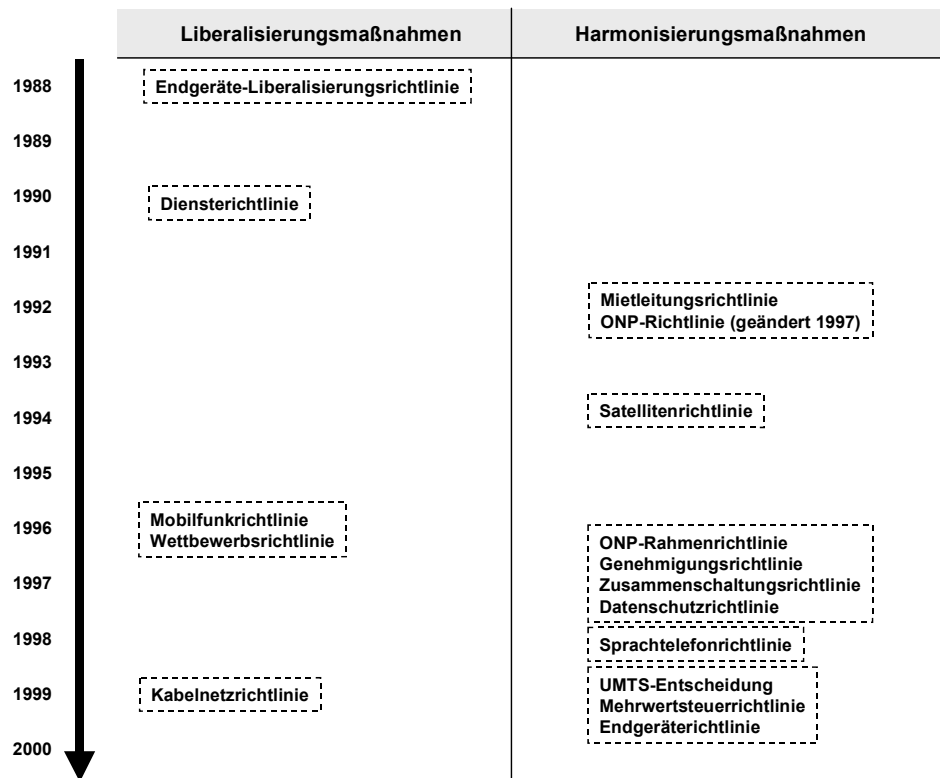 Liberalisierungsmaßnahmen
Harmonisierungsmaßnahmen
1988
Endgeräte-Liberalisierungsrichtlinie
1989
1990
Diensterichtlinie
1991
1992
Mietleitungsrichtlinie
ONP-Richtlinie (geändert 1997)
1993
1994
Satellitenrichtlinie
1995
1996
Mobilfunkrichtlinie
Wettbewerbsrichtlinie
ONP-Rahmenrichtlinie
Genehmigungsrichtlinie
Zusammenschaltungsrichtlinie
Datenschutzrichtlinie
1997
1998
Sprachtelefonrichtlinie
1999
Kabelnetzrichtlinie
UMTS-Entscheidung
Mehrwertsteuerrichtlinie
Endgeräterichtlinie
2000